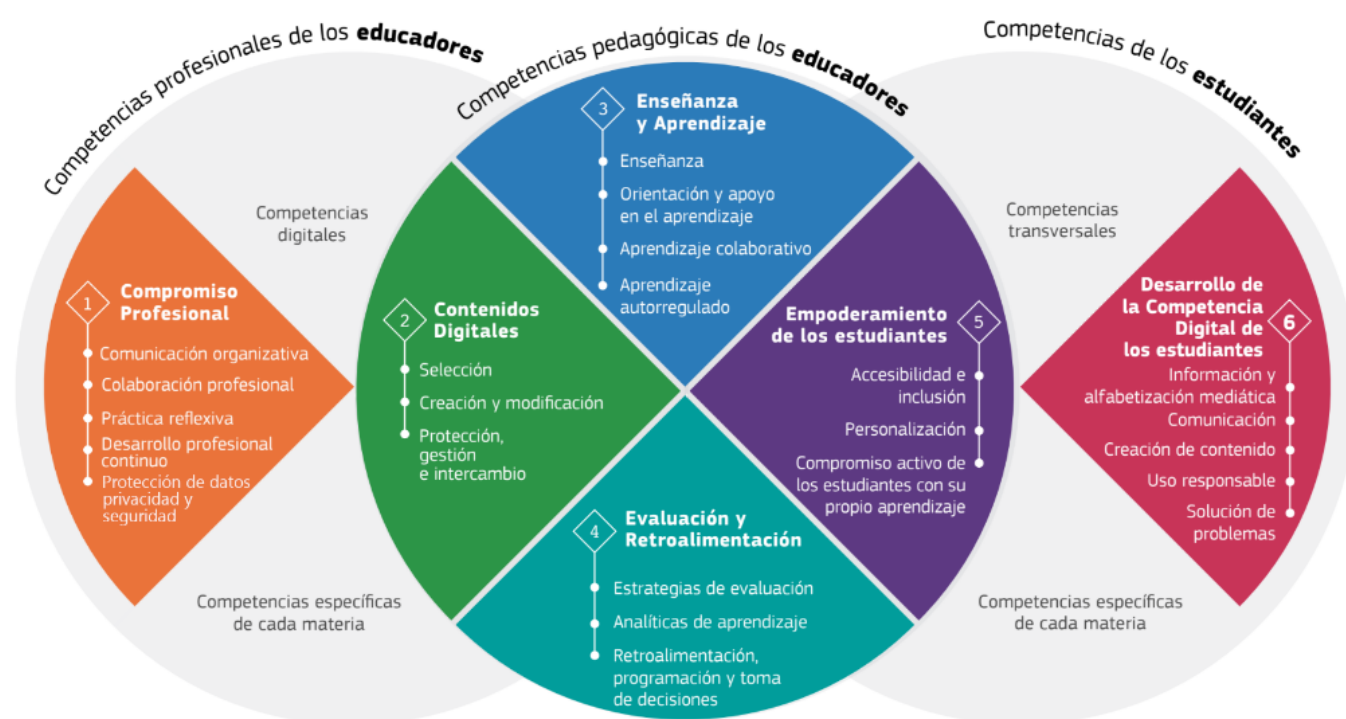 Competencias profesionales de los educadores
Competencias pedagógicas de los educadores
Competencias de los estudiantes
Competencias
digitales
Competencias específicas
de cada materia
1
Compromiso
Profesional
Comunicación organizativa
Colaboración profesional
Práctica reflexiva
Desarrollo profesional
continuo
Protección de datos
privacidad y
seguridad
2
Contenidos
Digitales
Selección
Creación y modificación
Protección,
gestión
e intercambio
3
Enseñanza
y Aprendizaje
Enseñanza
Orientación y apoyo
en el aprendizaje
Aprendizaje colaborativo
Aprendizaje
autorregulado
4
Evaluación y
Retroalimentación
Estrategias de evaluación
Analíticas de aprendizaje
Retroalimentación,
programación y toma
de decisiones
5
Empoderamiento
de los estudiantes
Accesibilidad e
inclusión
Personalización
Compromiso activo de
los estudiantes con su
propio aprendizaje
Competencias
transversales
Competencias específicas
de cada materia
6
Desarrollo de
la Competencia
Digital de
los estudiantes
Información y
alfabetización mediática
Comunicación
Creación de contenido
Uso responsable
Solución de
problemas